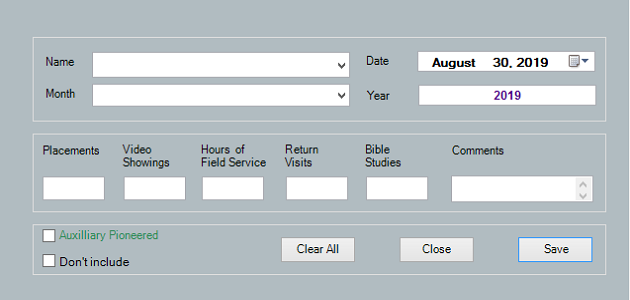 Name
Date
August 30, 2019
Month
Year
2019
Placements
Video
Showings
Hours of
Field Service
Return
Visits
Bible
Studies
Comments
Auxilliary Pioneered
Don't include
Clear All
Close
Save